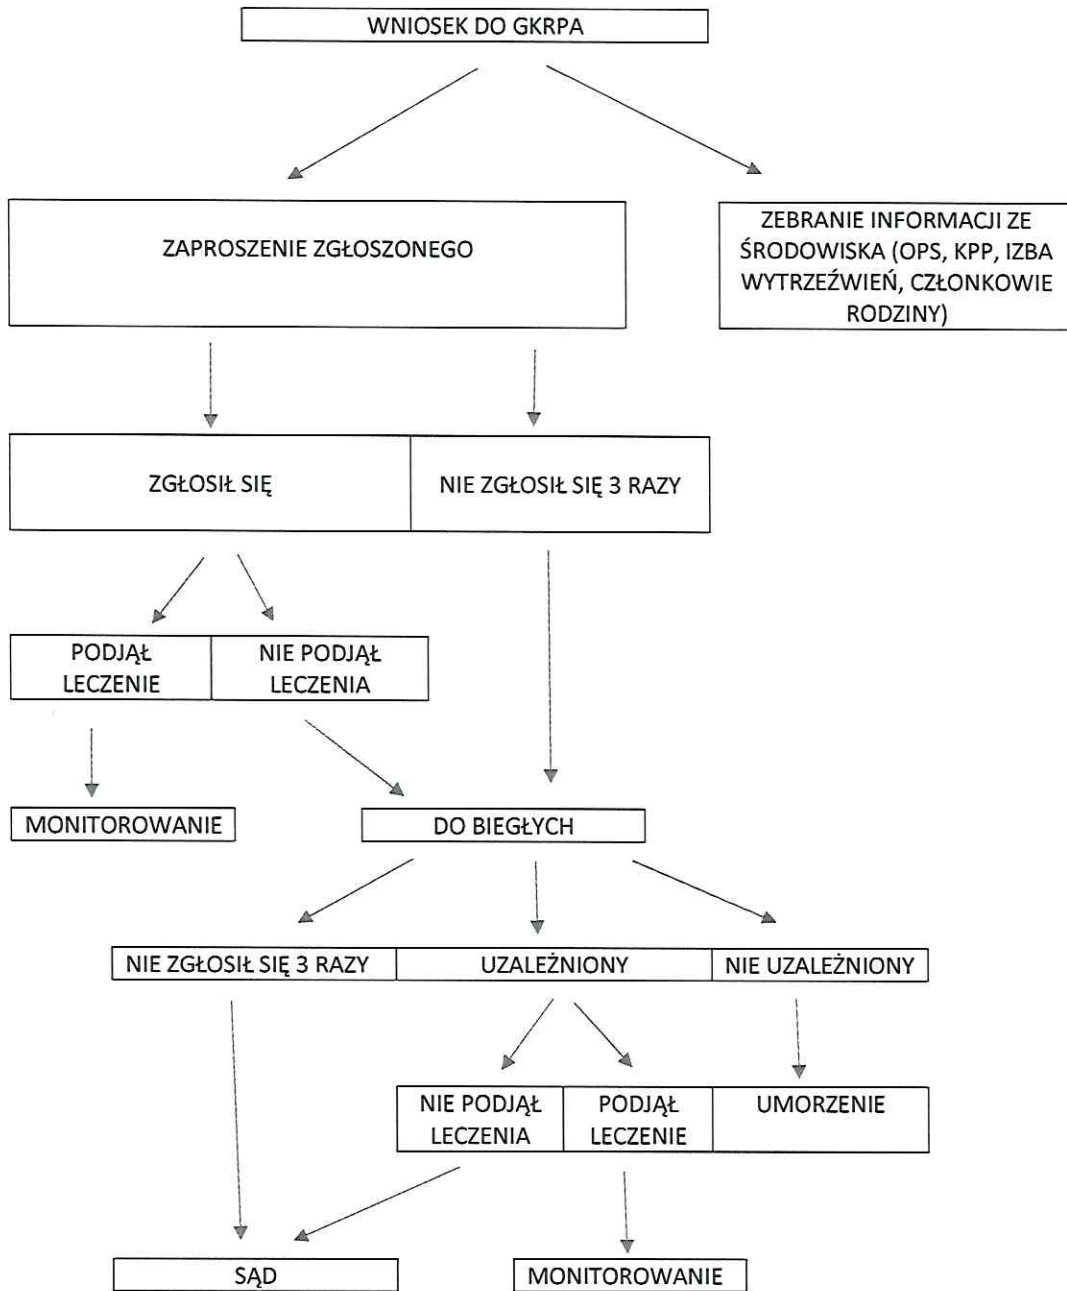 WNIOSEK DO GKRPA
ZAPROSZENIE ZGŁOSZONEGO
ZEBRANIE INFORMACJI ZE
ŚRODOWISKA (OPS, KPP, IZBA
WYTRZEŹWIEŃ, CZŁONKOWIE
RODZINY)
ZGŁOSIŁ SIĘ
NIE ZGŁOSIŁ SIĘ 3 RAZY
PODJĄŁ
LECZENIE
NIE PODJĄŁ
LECZENIA
MONITOROWANIE
DO BIEGŁYCH
NIE ZGŁOSIŁ SIĘ 3 RAZY
UZALEŻNIONY
NIE UZALEŻNIONY
NIE PODJĄŁ
LECZENIA
PODJĄŁ
LECZENIE
UMORZENIE
SĄD
MONITOROWANIE